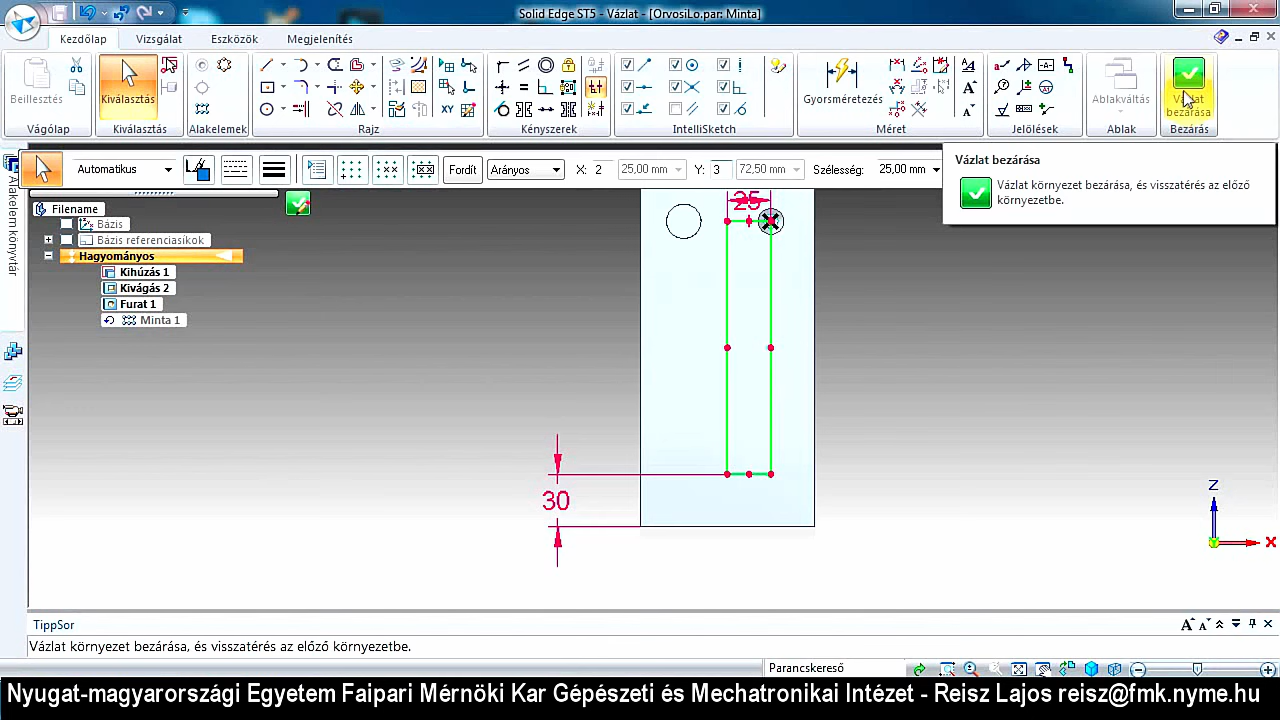 Solid Edge ST5 - Vázlat - [OrvosiLo.par: Minta]
Kezdőlap Vizsgálat Eszközök Megjelenítés
Beillesztés Kiválasztás Gyorsméretezés Ablakváltás Vázlat bezárása
Vágólap Kiválasztás Alakelemek Rajz Kényszerek IntelliSketch Méret Jelölések Ablak Bezárás
Automatikus Fordít Arányos X: 2 25,00 mm Y: 3 72,50 mm Szélesség: 25,00 mm
Vázlat bezárása
Vázlat környezet bezárása, és visszatérés az előző
környezetbe.
Alakelem könyvtár
Filename
Bázis
Bázis referenciasíkok
Hagyományos
Kihúzás 1
Kivágás 2
Furat 1
Minta 1
25
30
Z
X
TippSor
Vázlat környezet bezárása, és visszatérés az előző környezetbe.
Parancskereső
Nyugat-magyarországi Egyetem Faipari Mérnöki Kar Gépészeti és Mechatronikai Intézet - Reisz Lajos reisz@fmk.nyme.hu